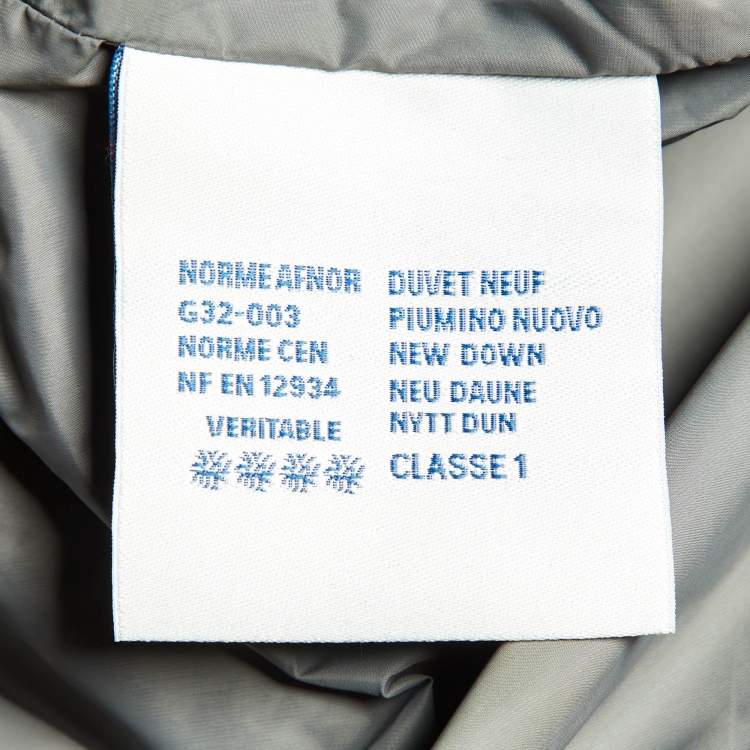 NORME AFNOR
G32-003
NORME CEN
NF EN 12934
VERITABLE
DUVET NEUF
PIUMINO NUOVO
NEW DOWN
NEU DAUNE
NYTT DUN
CLASSE 1